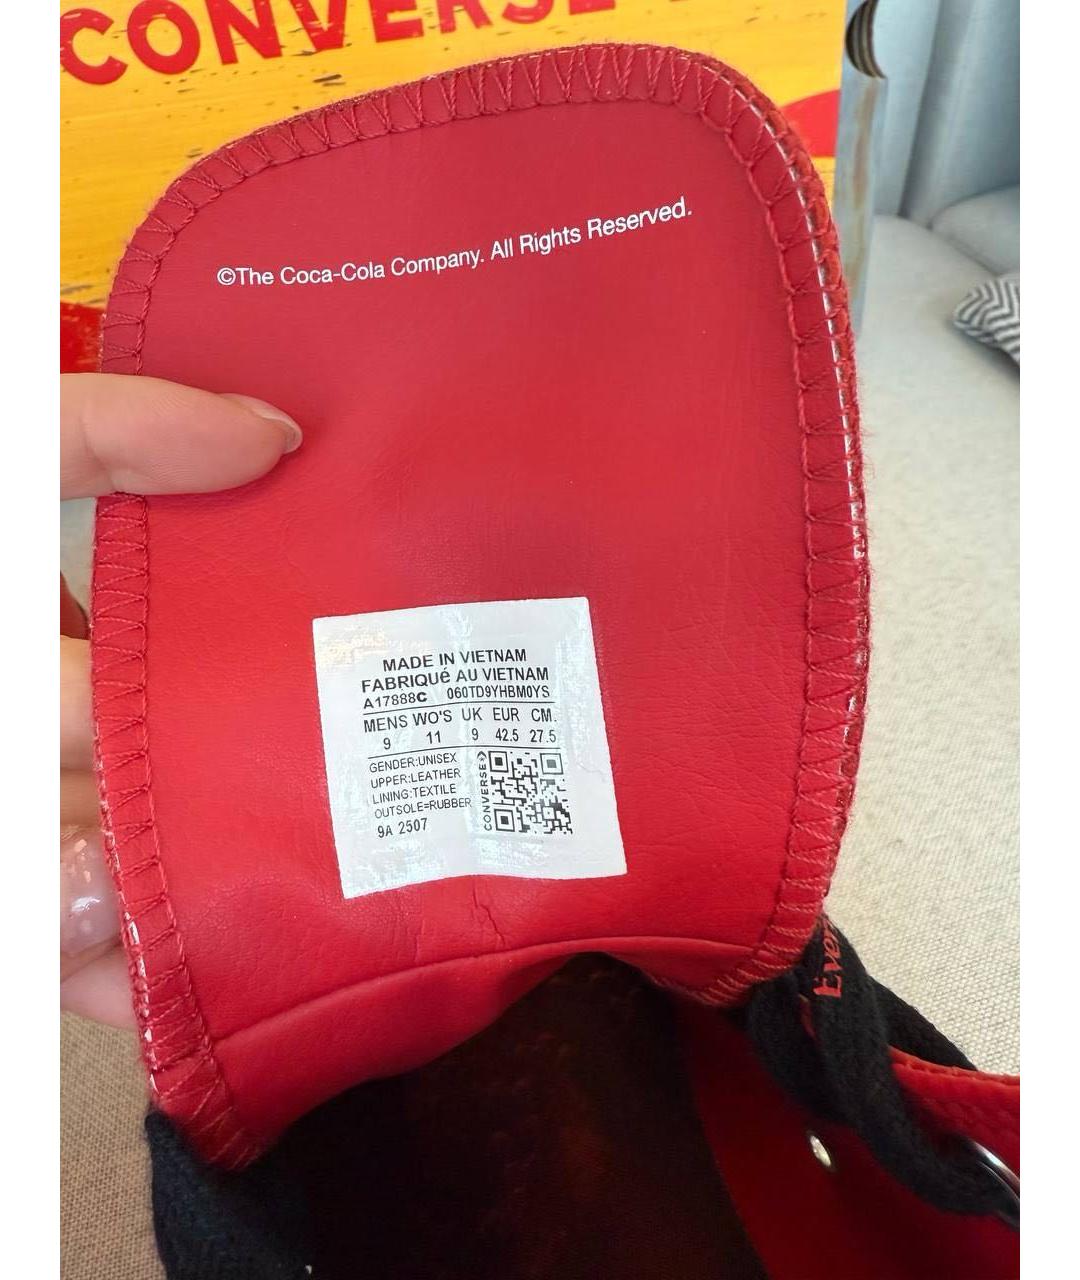 CONVERSE
©The Coca-Cola Company. All Rights Reserved.
MADE IN VIETNAM
FABRIQUé AU VIETNAM
A17888C 060TD9YHBM0YS
MENS WO'S UK EUR CM.
9 11 9 42.5 27.5
GENDER:UNISEX
UPPER:LEATHER
LINING:TEXTILE
OUTSOLE=RUBBER
9A 2507
CONVERSE